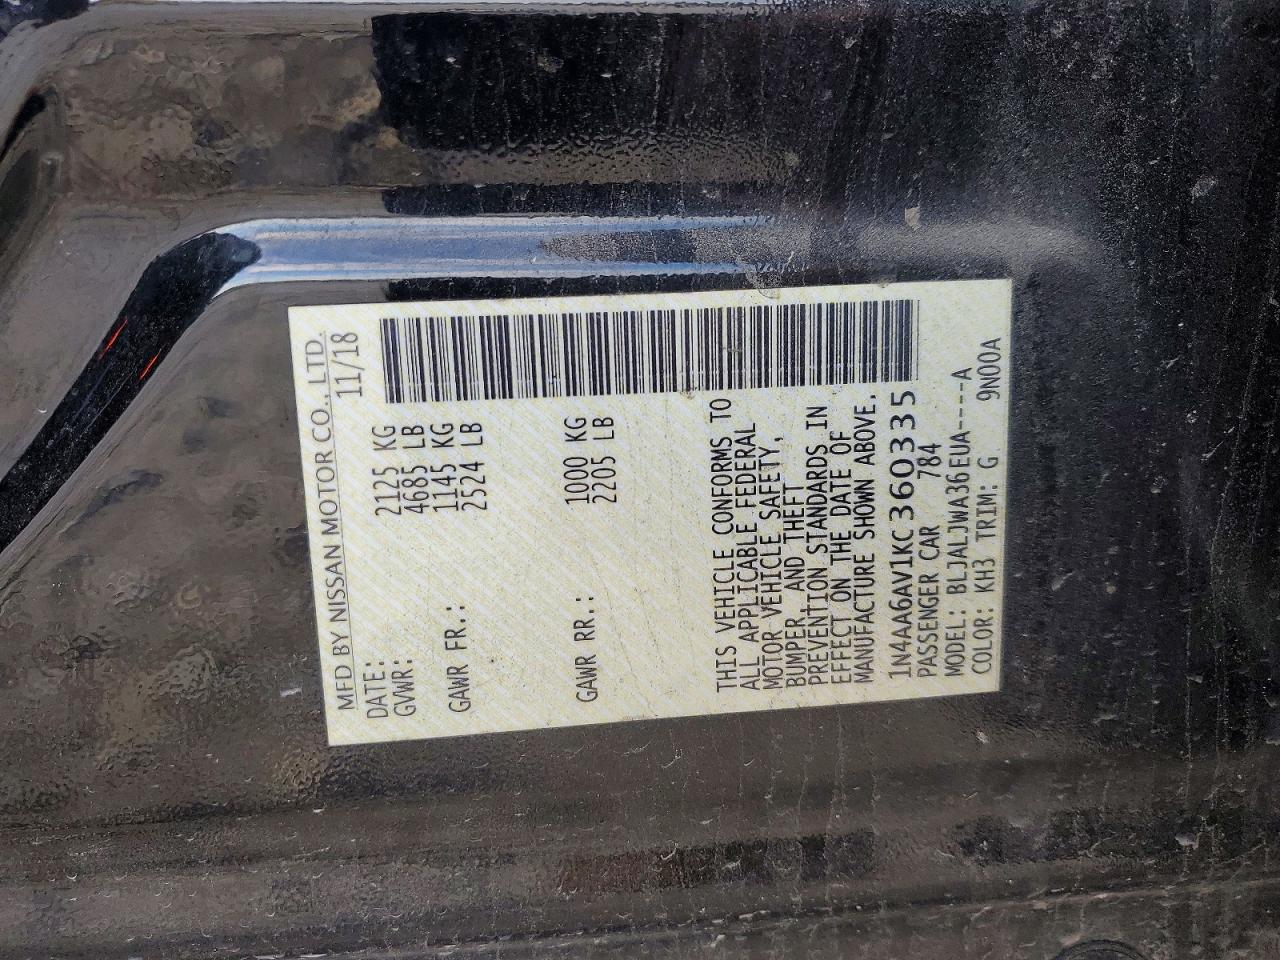 MFD BY NISSAN MOTOR CO., LTD.
DATE: 11/18
GVWR: 2125 KG
4685 LB
GAWR FR.: 1145 KG
2524 LB
GAWR RR.: 1000 KG
2205 LB
THIS VEHICLE CONFORMS TO
ALL APPLICABLE FEDERAL
MOTOR VEHICLE SAFETY,
BUMPER, AND THEFT
PREVENTION STANDARDS IN
EFFECT ON THE DATE OF
MANUFACTURE SHOWN ABOVE.
1N4AA6AV1KC360335
PASSENGER CAR 784
MODEL: BLJALJWA36EUA----A
COLOR: KH3 TRIM: G 9N00A